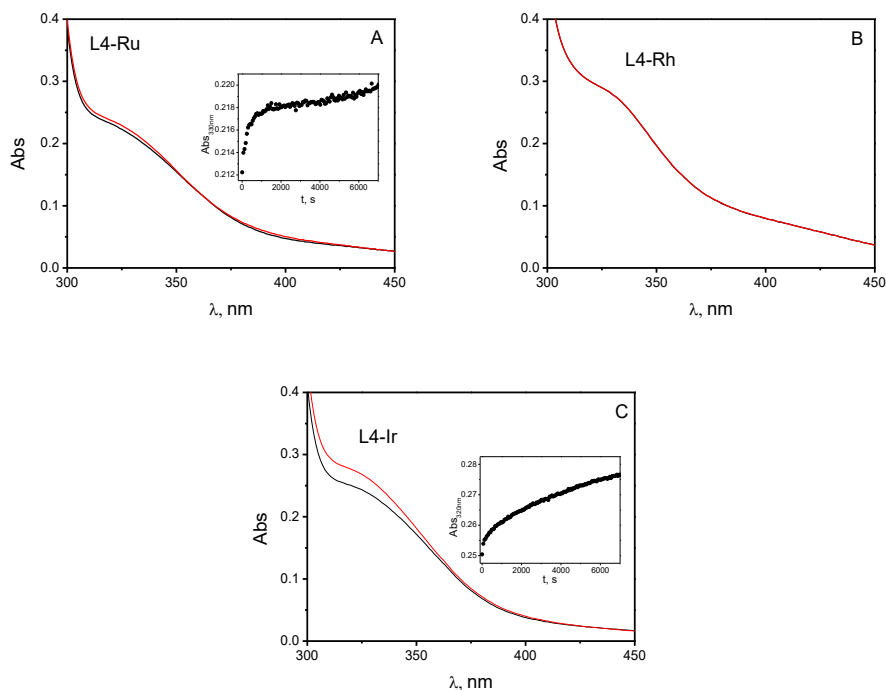 A
L4-Ru
Abs
0.4
0.3
0.2
0.1
0.0
300
350
400
450
λ, nm
Abs330nm
0.220
0.218
0.216
0.214
0.212
0
2000
4000
6000
t, s
B
L4-Rh
Abs
0.4
0.3
0.2
0.1
0.0
300
350
400
450
λ, nm
C
L4-Ir
Abs
0.4
0.3
0.2
0.1
0.0
300
350
400
450
λ, nm
Abs320nm
0.28
0.27
0.26
0.25
0
2000
4000
6000
t, s